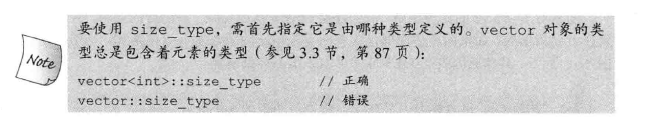 要使用 size_type，需首先指定它是由哪种类型定义的。vector 对象的类
型总是包含着元素的类型（参见 3.3 节，第 87 页）：
Note
vector<int>::size_type // 正确
vector::size_type // 错误